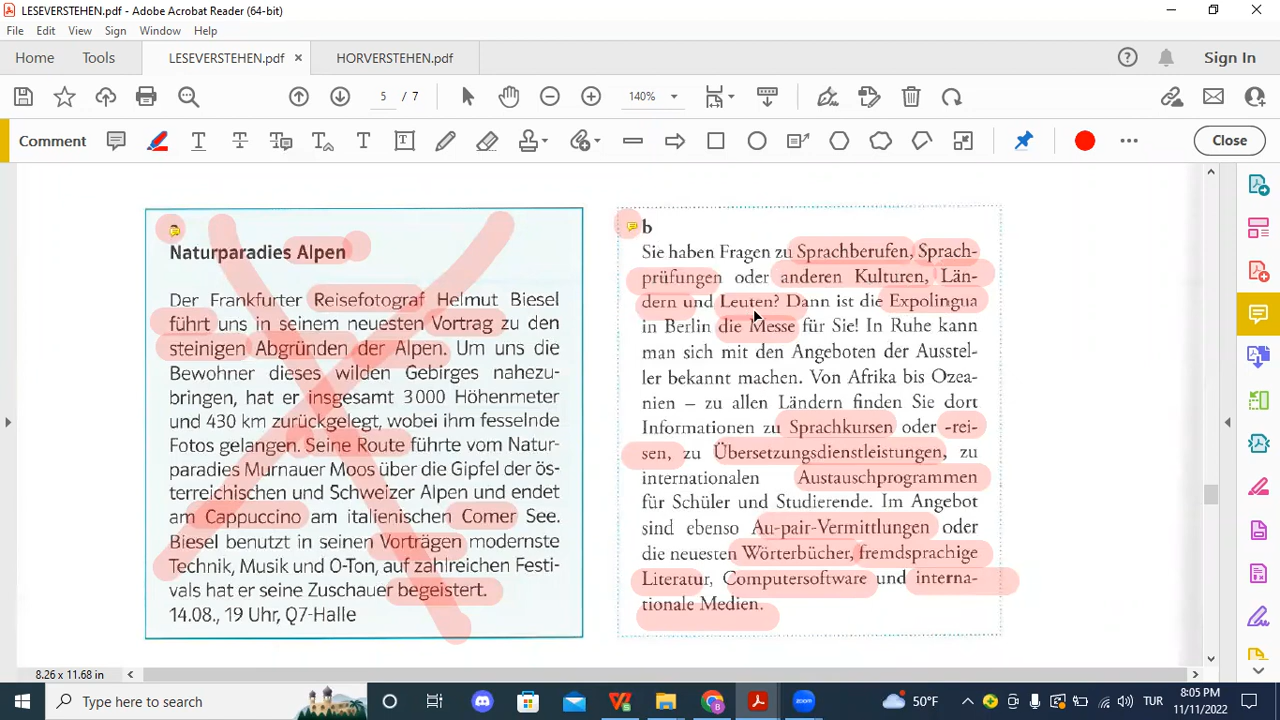 LESEVERSTEHEN.pdf - Adobe Acrobat Reader (64-bit)
File Edit View Sign Window Help
Home Tools LESEVERSTEHEN.pdf × HORVERSTEHEN.pdf Sign In
5 / 7 140%
Comment Close
Naturparadies Alpen
Der Frankfurter Reisefotograf Helmut Biesel
führt uns in seinem neuesten Vortrag zu den
steinigen Abgründen der Alpen. Um uns die
Bewohner dieses wilden Gebirges nahezu-
bringen, hat er insgesamt 3000 Höhenmeter
und 430 km zurückgelegt, wobei ihm fesselnde
Fotos gelangen. Seine Route führte vom Natur-
paradies Murnauer Moos über die Gipfel der ös-
terreichischen und Schweizer Alpen und endet
am Cappuccino am italienischen Comer See.
Biesel benutzt in seinen Vorträgen modernste
Technik, Musik und O-Ton, auf zahlreichen Festi-
vals hat er seine Zuschauer begeistert.
14.08., 19 Uhr, Q7-Halle
b
Sie haben Fragen zu Sprachberufen, Sprach-
prüfungen oder anderen Kulturen, Län-
dern und Leuten? Dann ist die Expolingua
in Berlin die Messe für Sie! In Ruhe kann
man sich mit den Angeboten der Ausstel-
ler bekannt machen. Von Afrika bis Ozea-
nien – zu allen Ländern finden Sie dort
Informationen zu Sprachkursen oder -rei-
sen, zu Übersetzungsdienstleistungen, zu
internationalen Austauschprogrammen
für Schüler und Studierende. Im Angebot
sind ebenso Au-pair-Vermittlungen oder
die neuesten Wörterbücher, fremdsprachige
Literatur, Computersoftware und interna-
tionale Medien.
8.26 x 11.68 in
Type here to search
50°F TUR 8:05 PM
11/11/2022